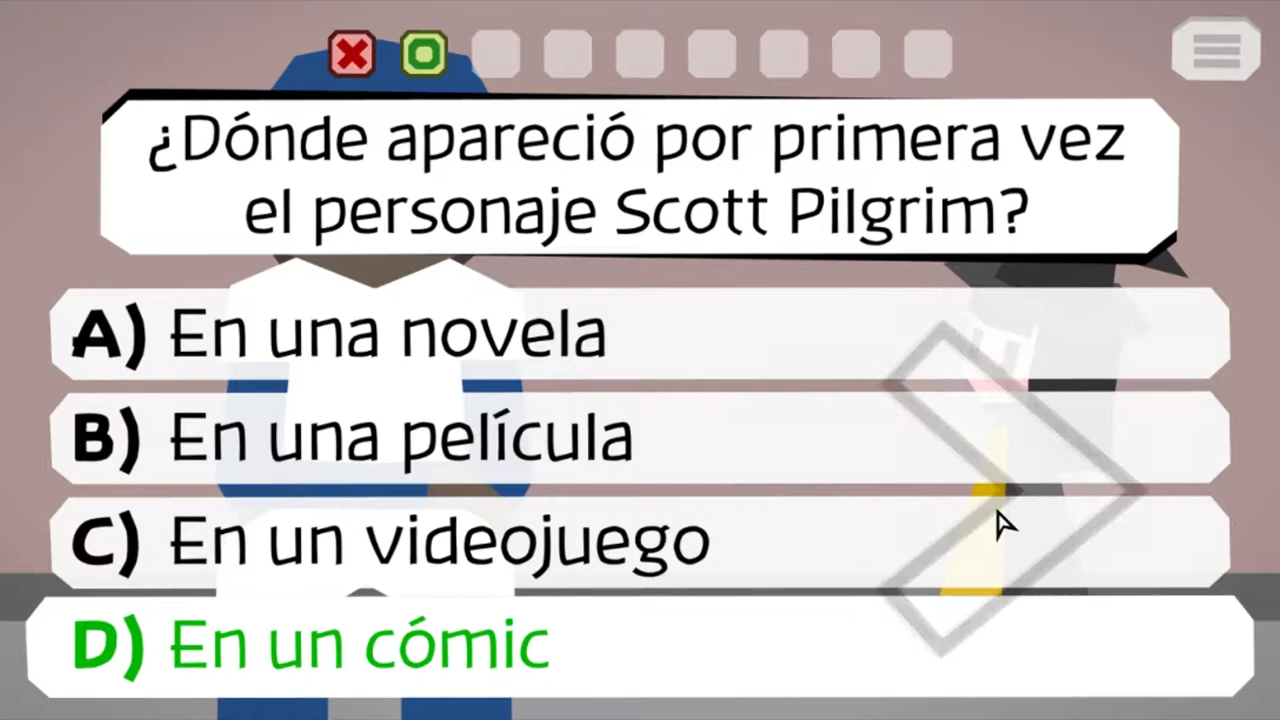 ¿Dónde apareció por primera vez
el personaje Scott Pilgrim?
A) En una novela
B) En una película
C) En un videojuego
D) En un cómic